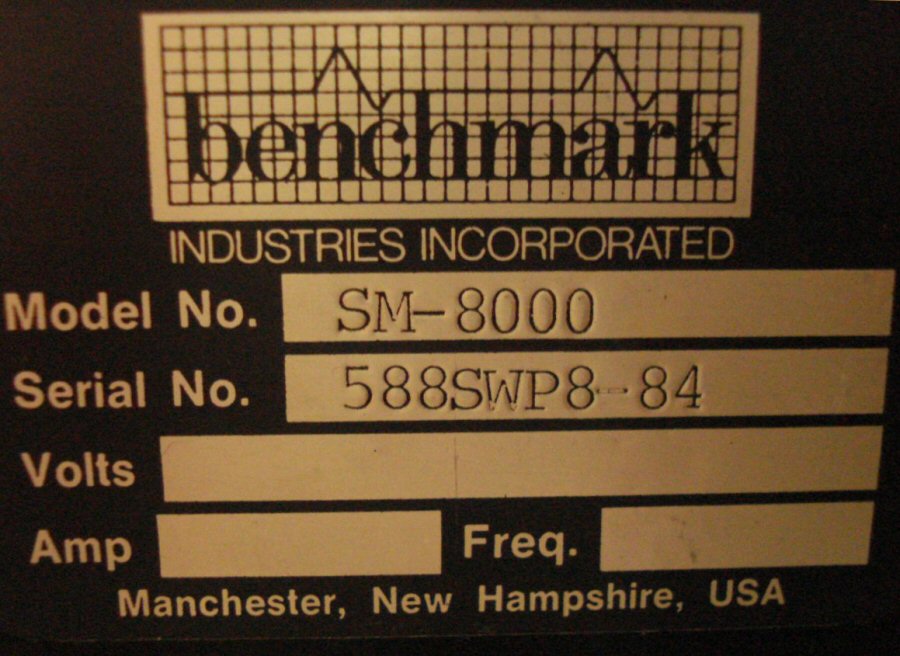 benchmark
INDUSTRIES INCORPORATED
Model No. SM-8000
Serial No. 588SWP8-84
Volts
Amp Freq.
Manchester, New Hampshire, USA